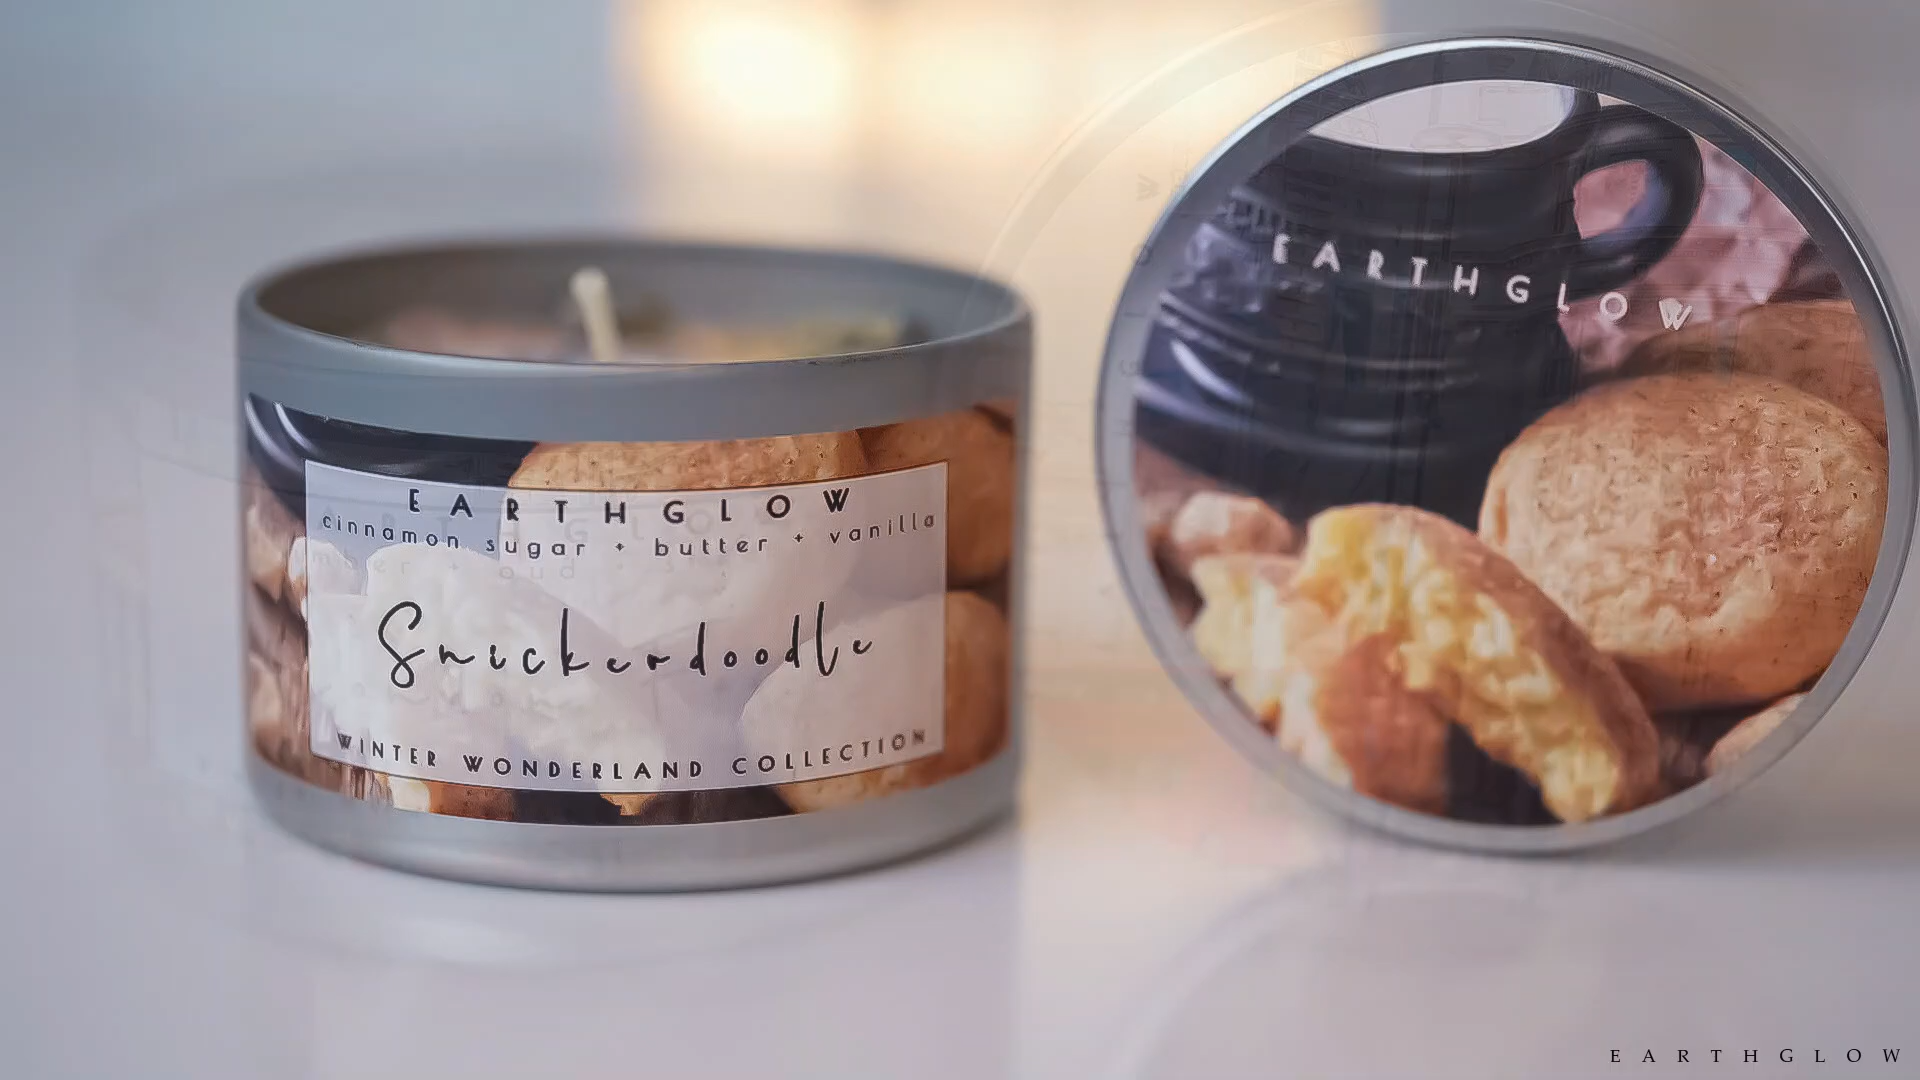 EARTHGLOW
cinnamon sugar + butter + vanilla
Snickerdoodle
WINTER WONDERLAND COLLECTION
EARTHGLOW
EARTHGLOW